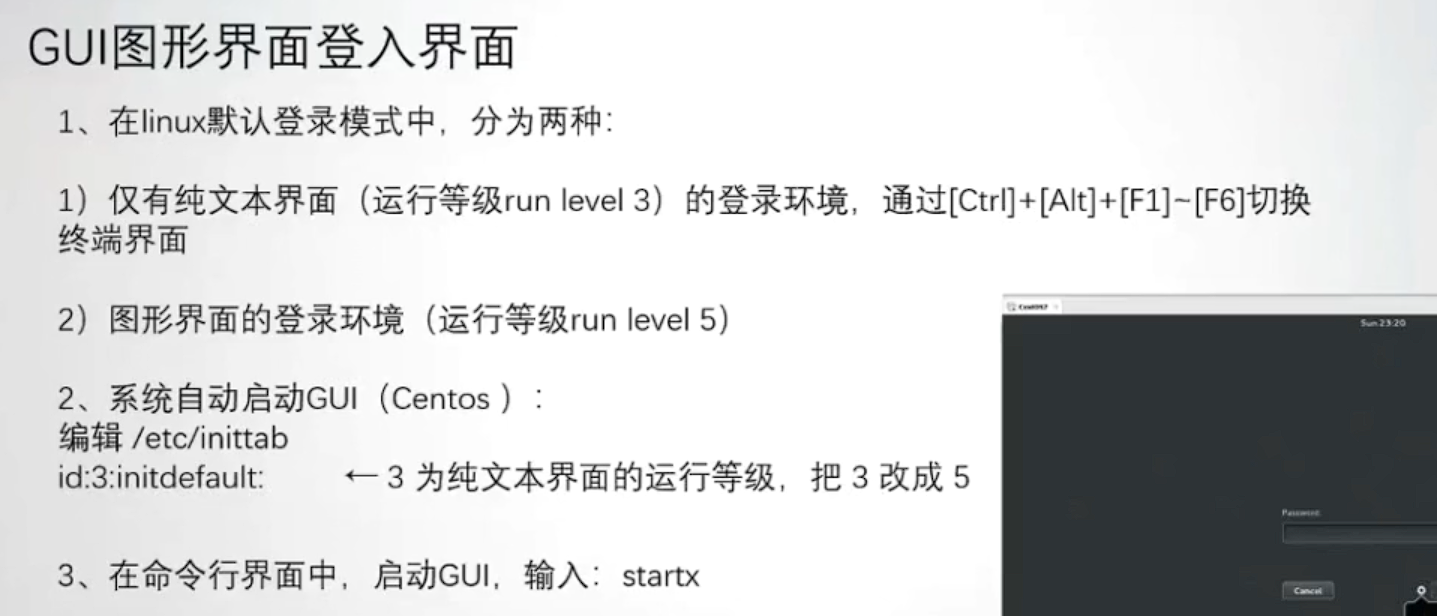 GUI图形界面登入界面
1、在linux默认登录模式中，分为两种：
1）仅有纯文本界面（运行等级run level 3）的登录环境，通过[Ctrl]+[Alt]+[F1]~[F6]切换
终端界面
2）图形界面的登录环境（运行等级run level 5）
2、系统自动启动GUI（Centos ）：
编辑 /etc/inittab
id:3:initdefault: ← 3 为纯文本界面的运行等级，把 3 改成 5
3、在命令行界面中，启动GUI，输入：startx
CentOS7
Sun 23:20
Password:
Cancel